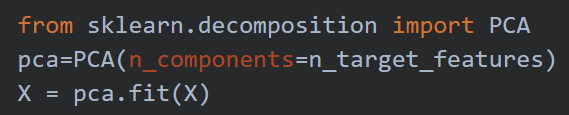 from sklearn.decomposition import PCA
pca=PCA(n_components=n_target_features)
X = pca.fit(X)